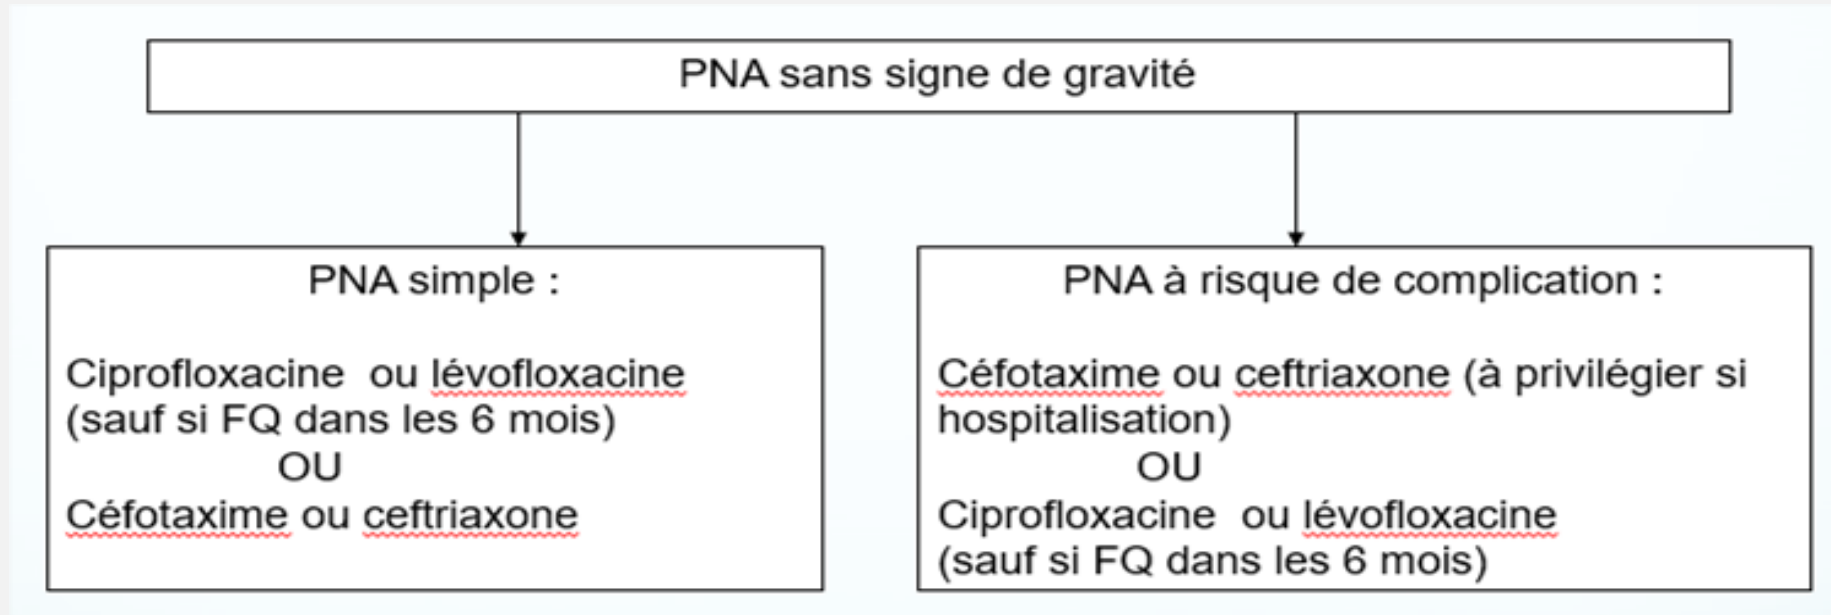 PNA sans signe de gravité
PNA simple :
Ciprofloxacine ou lévofloxacine
(sauf si FQ dans les 6 mois)
OU
Céfotaxime ou ceftriaxone
PNA à risque de complication :
Céfotaxime ou ceftriaxone (à privilégier si
hospitalisation)
OU
Ciprofloxacine ou lévofloxacine
(sauf si FQ dans les 6 mois)